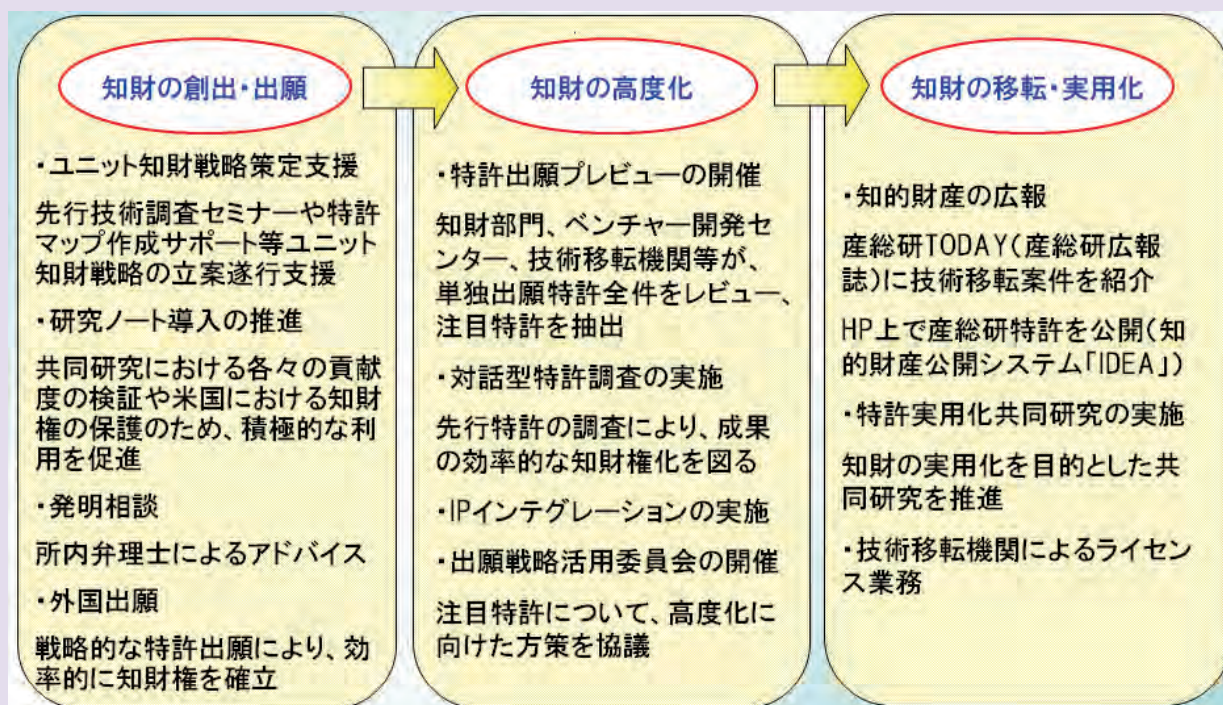 知財の創出・出願
・ユニット知財戦略策定支援
先行技術調査セミナーや特許
マップ作成サポート等ユニット
知財戦略の立案遂行支援
・研究ノート導入の推進
共同研究における各々の貢献
度の検証や米国における知財
権の保護のため、積極的な利
用を促進
・発明相談
所内弁理士によるアドバイス
・外国出願
戦略的な特許出願により、効
率的に知財権を確立
知財の高度化
・特許出願プレビューの開催
知財部門、ベンチャー開発セ
ンター、技術移転機関等が、
単独出願特許全件をレビュー、
注目特許を抽出
・対話型特許調査の実施
先行特許の調査により、成果
の効率的な知財権化を図る
・IPインテグレーションの実施
・出願戦略活用委員会の開催
注目特許について、高度化に
向けた方策を協議
知財の移転・実用化
・知的財産の広報
産総研TODAY(産総研広報
誌)に技術移転案件を紹介
HP上で産総研特許を公開(知
的財産公開システム「IDEA」)
・特許実用化共同研究の実施
知財の実用化を目的とした共
同研究を推進
・技術移転機関によるライセン
ス業務